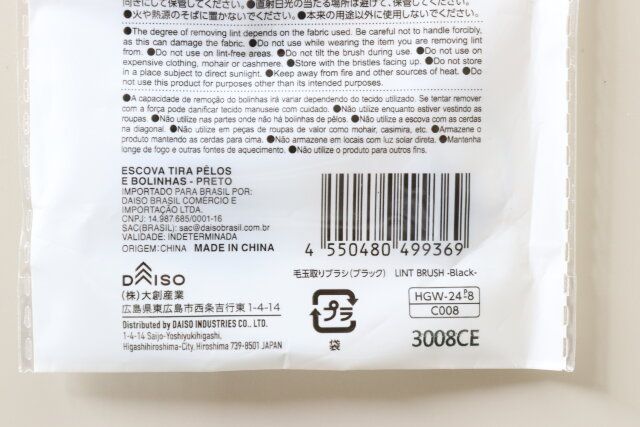 向きにして保管してください。●直射日光の当たる場所は避けて、保管してください。
●火や熱源のそばに置かないでください。●本来の用途以外に使用しないでください。
●The degree of removing lint depends on the fabric used. Be careful not to handle forcibly,
as this can damage the fabric. ●Do not use while wearing the item you are removing lint
from. ●Do not use on lint-free areas. ●Do not tilt the brush during use. ●Do not use on
expensive clothing, mohair or cashmere. ●Store with the bristles facing up. ●Do not store
in a place subject to direct sunlight. ●Keep away from fire and other sources of heat. ●Do
not use this product for purposes other than its intended purposes.
●A capacidade de remoção do bolinhas irá variar dependendo do tecido utilizado. Se tentar remover
com a força pode danificar tecido manuseie com cuidado. ●Não utilize enquanto estiver vestindo as
roupas. ●Não utilize nas partes onde não há bolinhas de pêlos. ●Não utilize a escova com as cerdas
na diagonal. ●Não utilize em peças de roupas de valor como mohair, casimira, etc. ●Armazene o
produto mantendo as cerdas para cima. ●Não armazene em locais com luz solar direta. ●Mantenha
longe de fogo e outras fontes de aquecimento. ●Não utilize o produto para outros fins.
ESCOVA TIRA PÊLOS
E BOLINHAS - PRETO
IMPORTADO PARA BRASIL POR:
DAISO BRASIL COMÉRCIO E
IMPORTAÇÃO LTDA.
CNPJ: 14.987.685/0001-16
SAC(BRASIL): sac@daisobrasil.com.br
VALIDADE: INDETERMINADA
ORIGEM: CHINA MADE IN CHINA
4 550480 499369
DAISO
(株)大創産業
広島県東広島市西条吉行東1-4-14
Distributed by DAISO INDUSTRIES CO., LTD.
1-4-14 Saijo-Yoshiyukihigashi,
Higashihiroshima-City, Hiroshima 739-8501 JAPAN
毛玉取りブラシ(ブラック) LINT BRUSH -Black-
プラ
袋
HGW-24 P-8
C008
3008CE